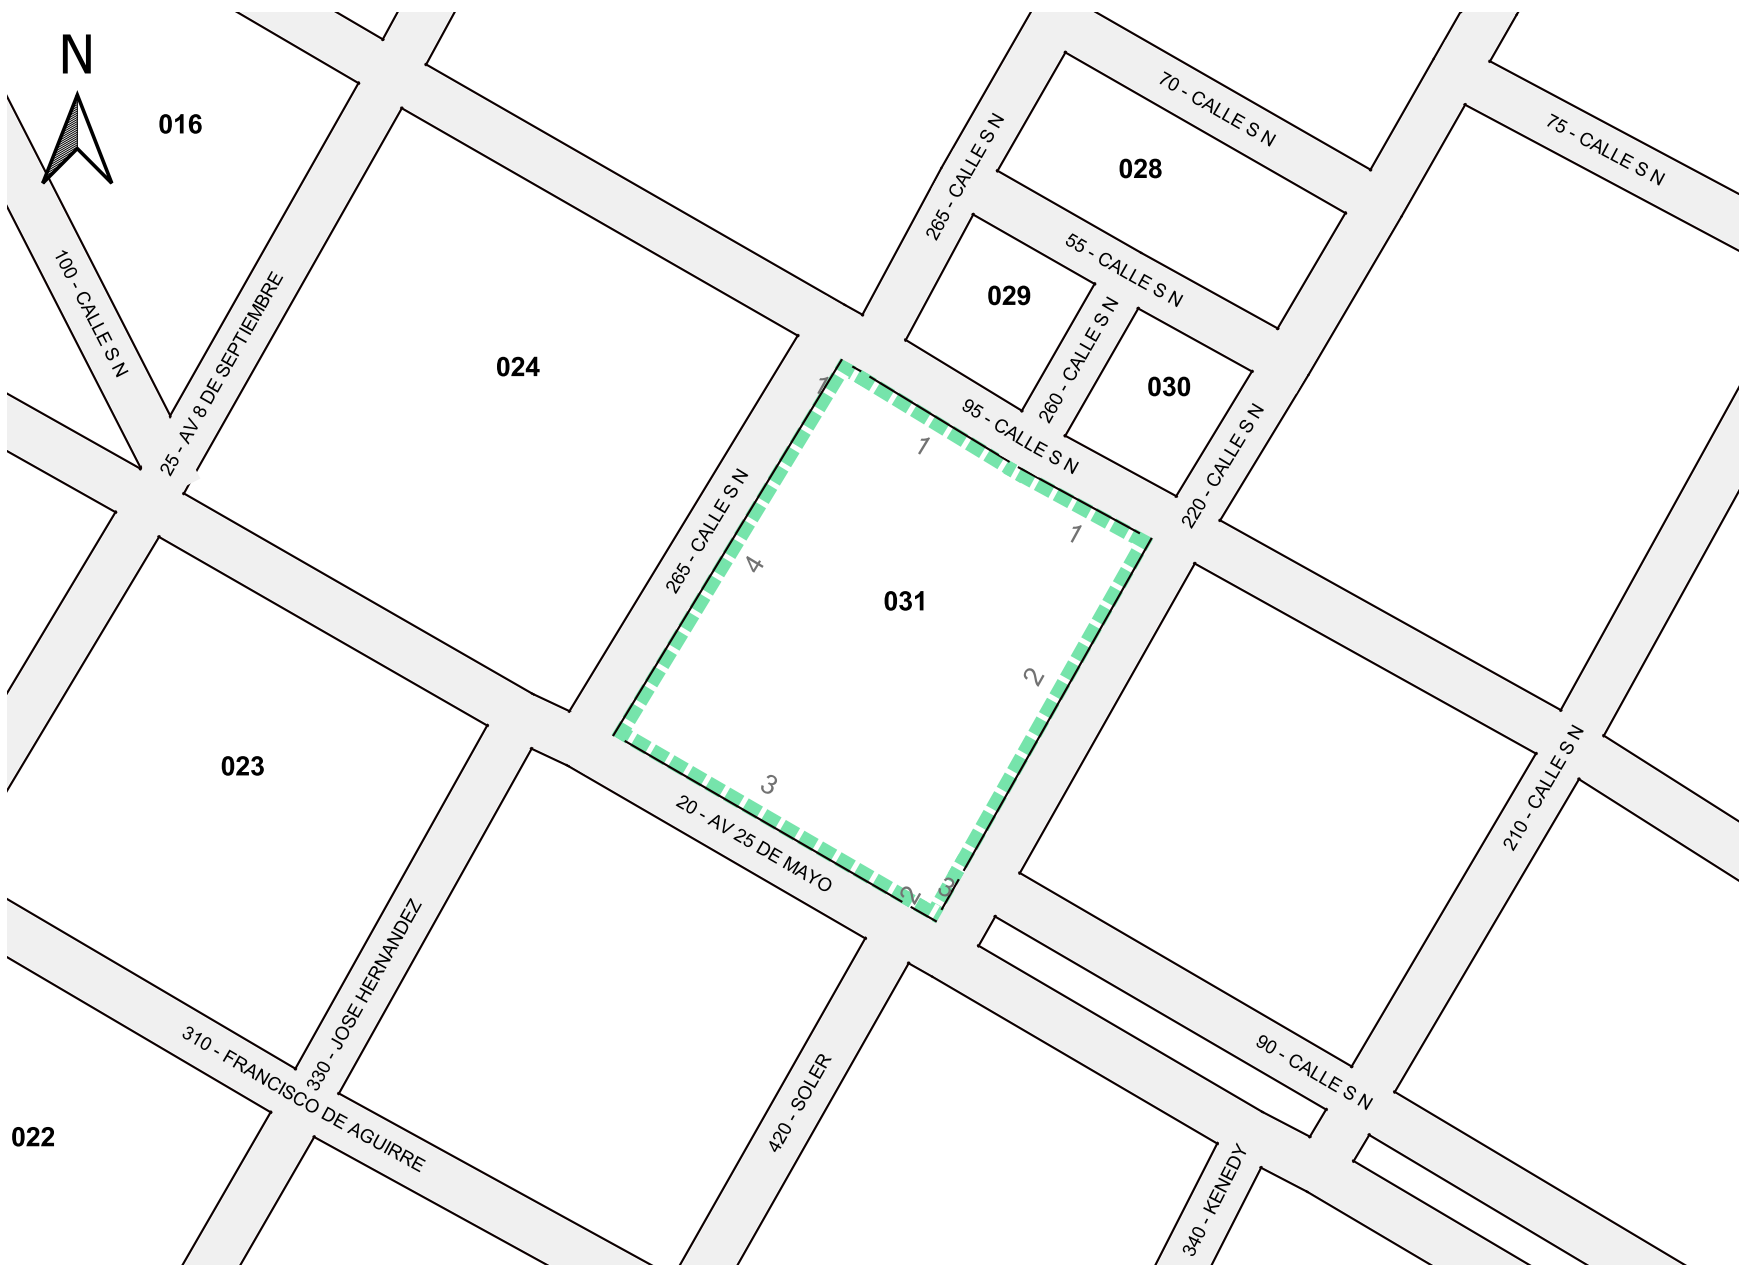 N
016
70 - CALLE S N
75 - CALLE S N
028
265 - CALLE S N
55 - CALLE S N
100 - CALLE S N
029
260 - CALLE S N
25 - AV 8 DE SEPTIEMBRE
024
030
1
95 - CALLE S N
1
220 - CALLE S N
265 - CALLE S N
1
4
031
2
023
3
20 - AV 25 DE MAYO
210 - CALLE S N
2
3
330 - JOSE HERNANDEZ
310 - FRANCISCO DE AGUIRRE
90 - CALLE S N
420 - SOLER
022
340 - KENEDY